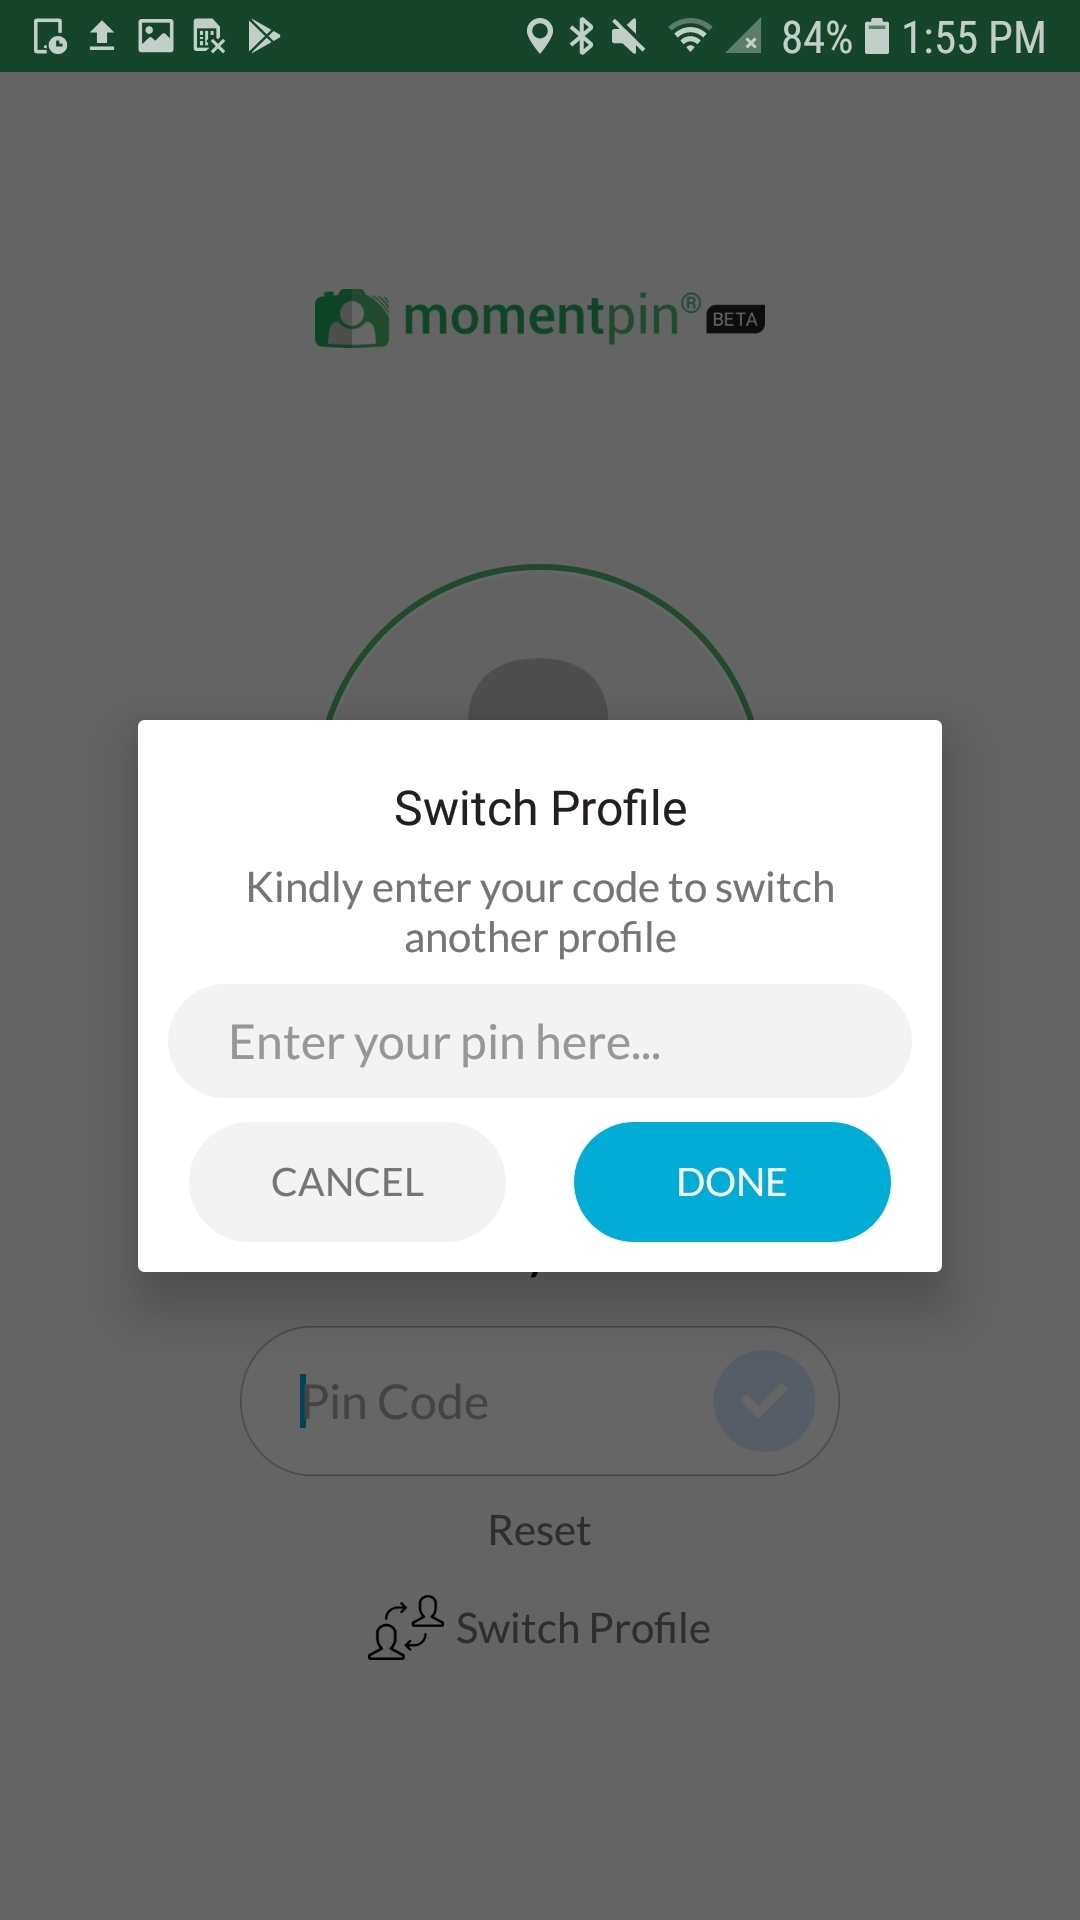 84% 1:55 PM
momentpin® BETA
Switch Profile
Kindly enter your code to switch
another profile
Enter your pin here...
CANCEL DONE
Pin Code
Reset
Switch Profile